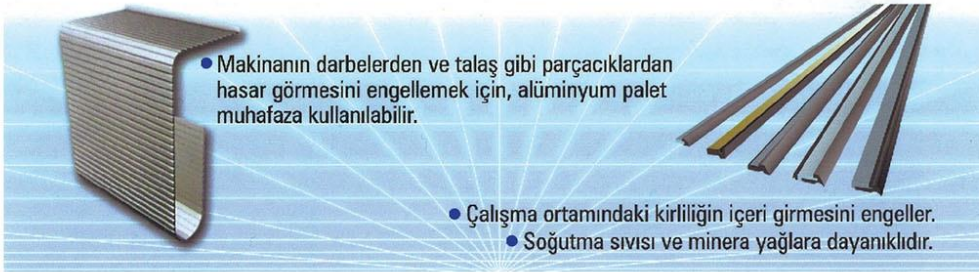 ● Makinanın darbelerden ve talaş gibi parçacıklardan
hasar görmesini engellemek için, alüminyum palet
muhafaza kullanılabilir.
● Çalışma ortamındaki kirliliğin içeri girmesini engeller.
● Soğutma sıvısı ve minera yağlara dayanıklıdır.